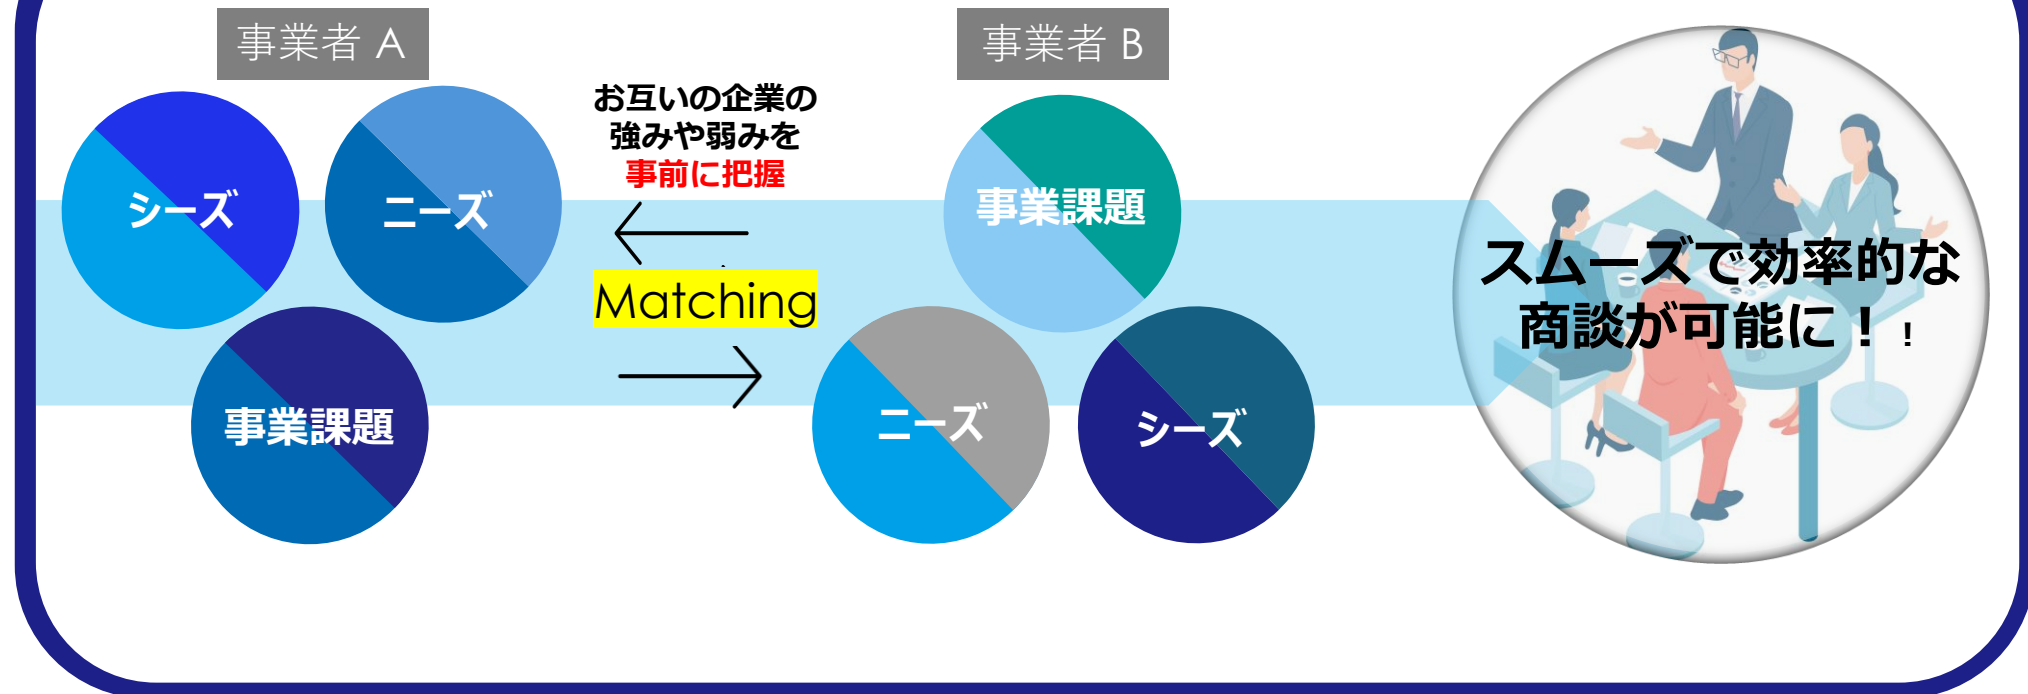 事業者 A
シーズ
ニーズ
事業課題
お互いの企業の
強みや弱みを
事前に把握
Matching
事業者 B
事業課題
ニーズ
シーズ
スムーズで効率的な
商談が可能に！！